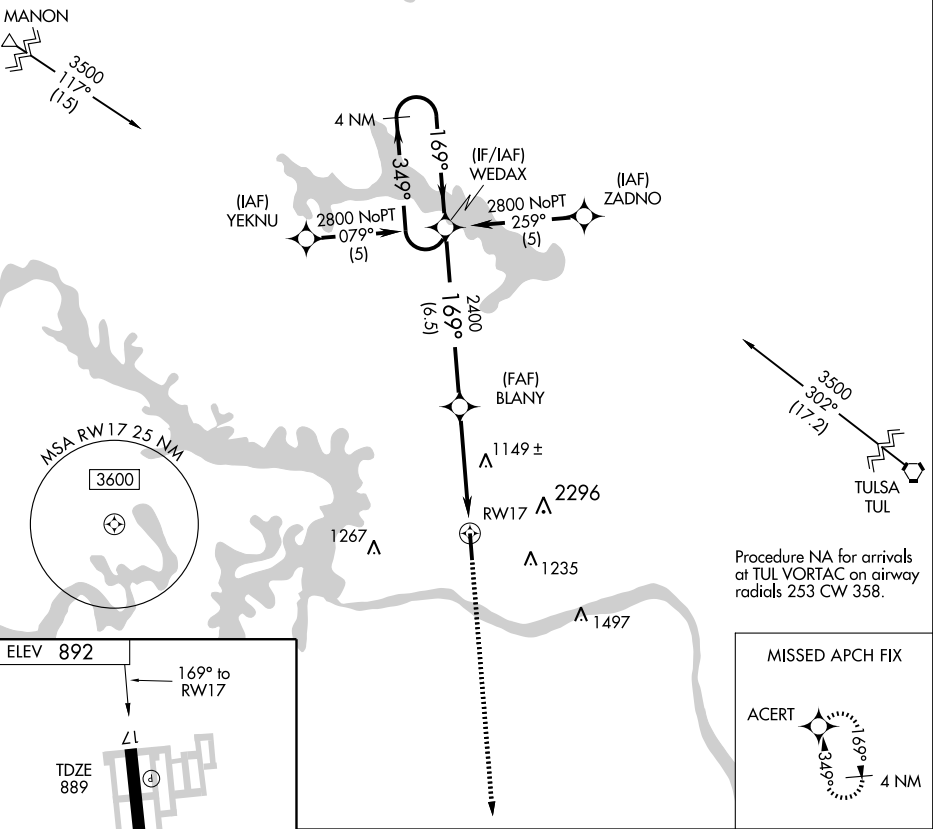 MANON
3500
117°
(15)
4 NM
169°
349°
(IF/IAF)
WEDAX
(IAF)
YEKNU
2800 NoPT
079°
(5)
(IAF)
ZADNO
2800 NoPT
259°
(5)
2400
169°
(6.5)
(FAF)
BLANY
3500
302°
(17.2)
TULSA
TUL
MSA RW17 25 NM
3600
1149 ±
2296
RW17
1267
1235
1497
Procedure NA for arrivals
at TUL VORTAC on airway
radials 253 CW 358.
ELEV 892
169° to
RW17
17
TDZE
889
P
MISSED APCH FIX
ACERT
169°
349°
4 NM